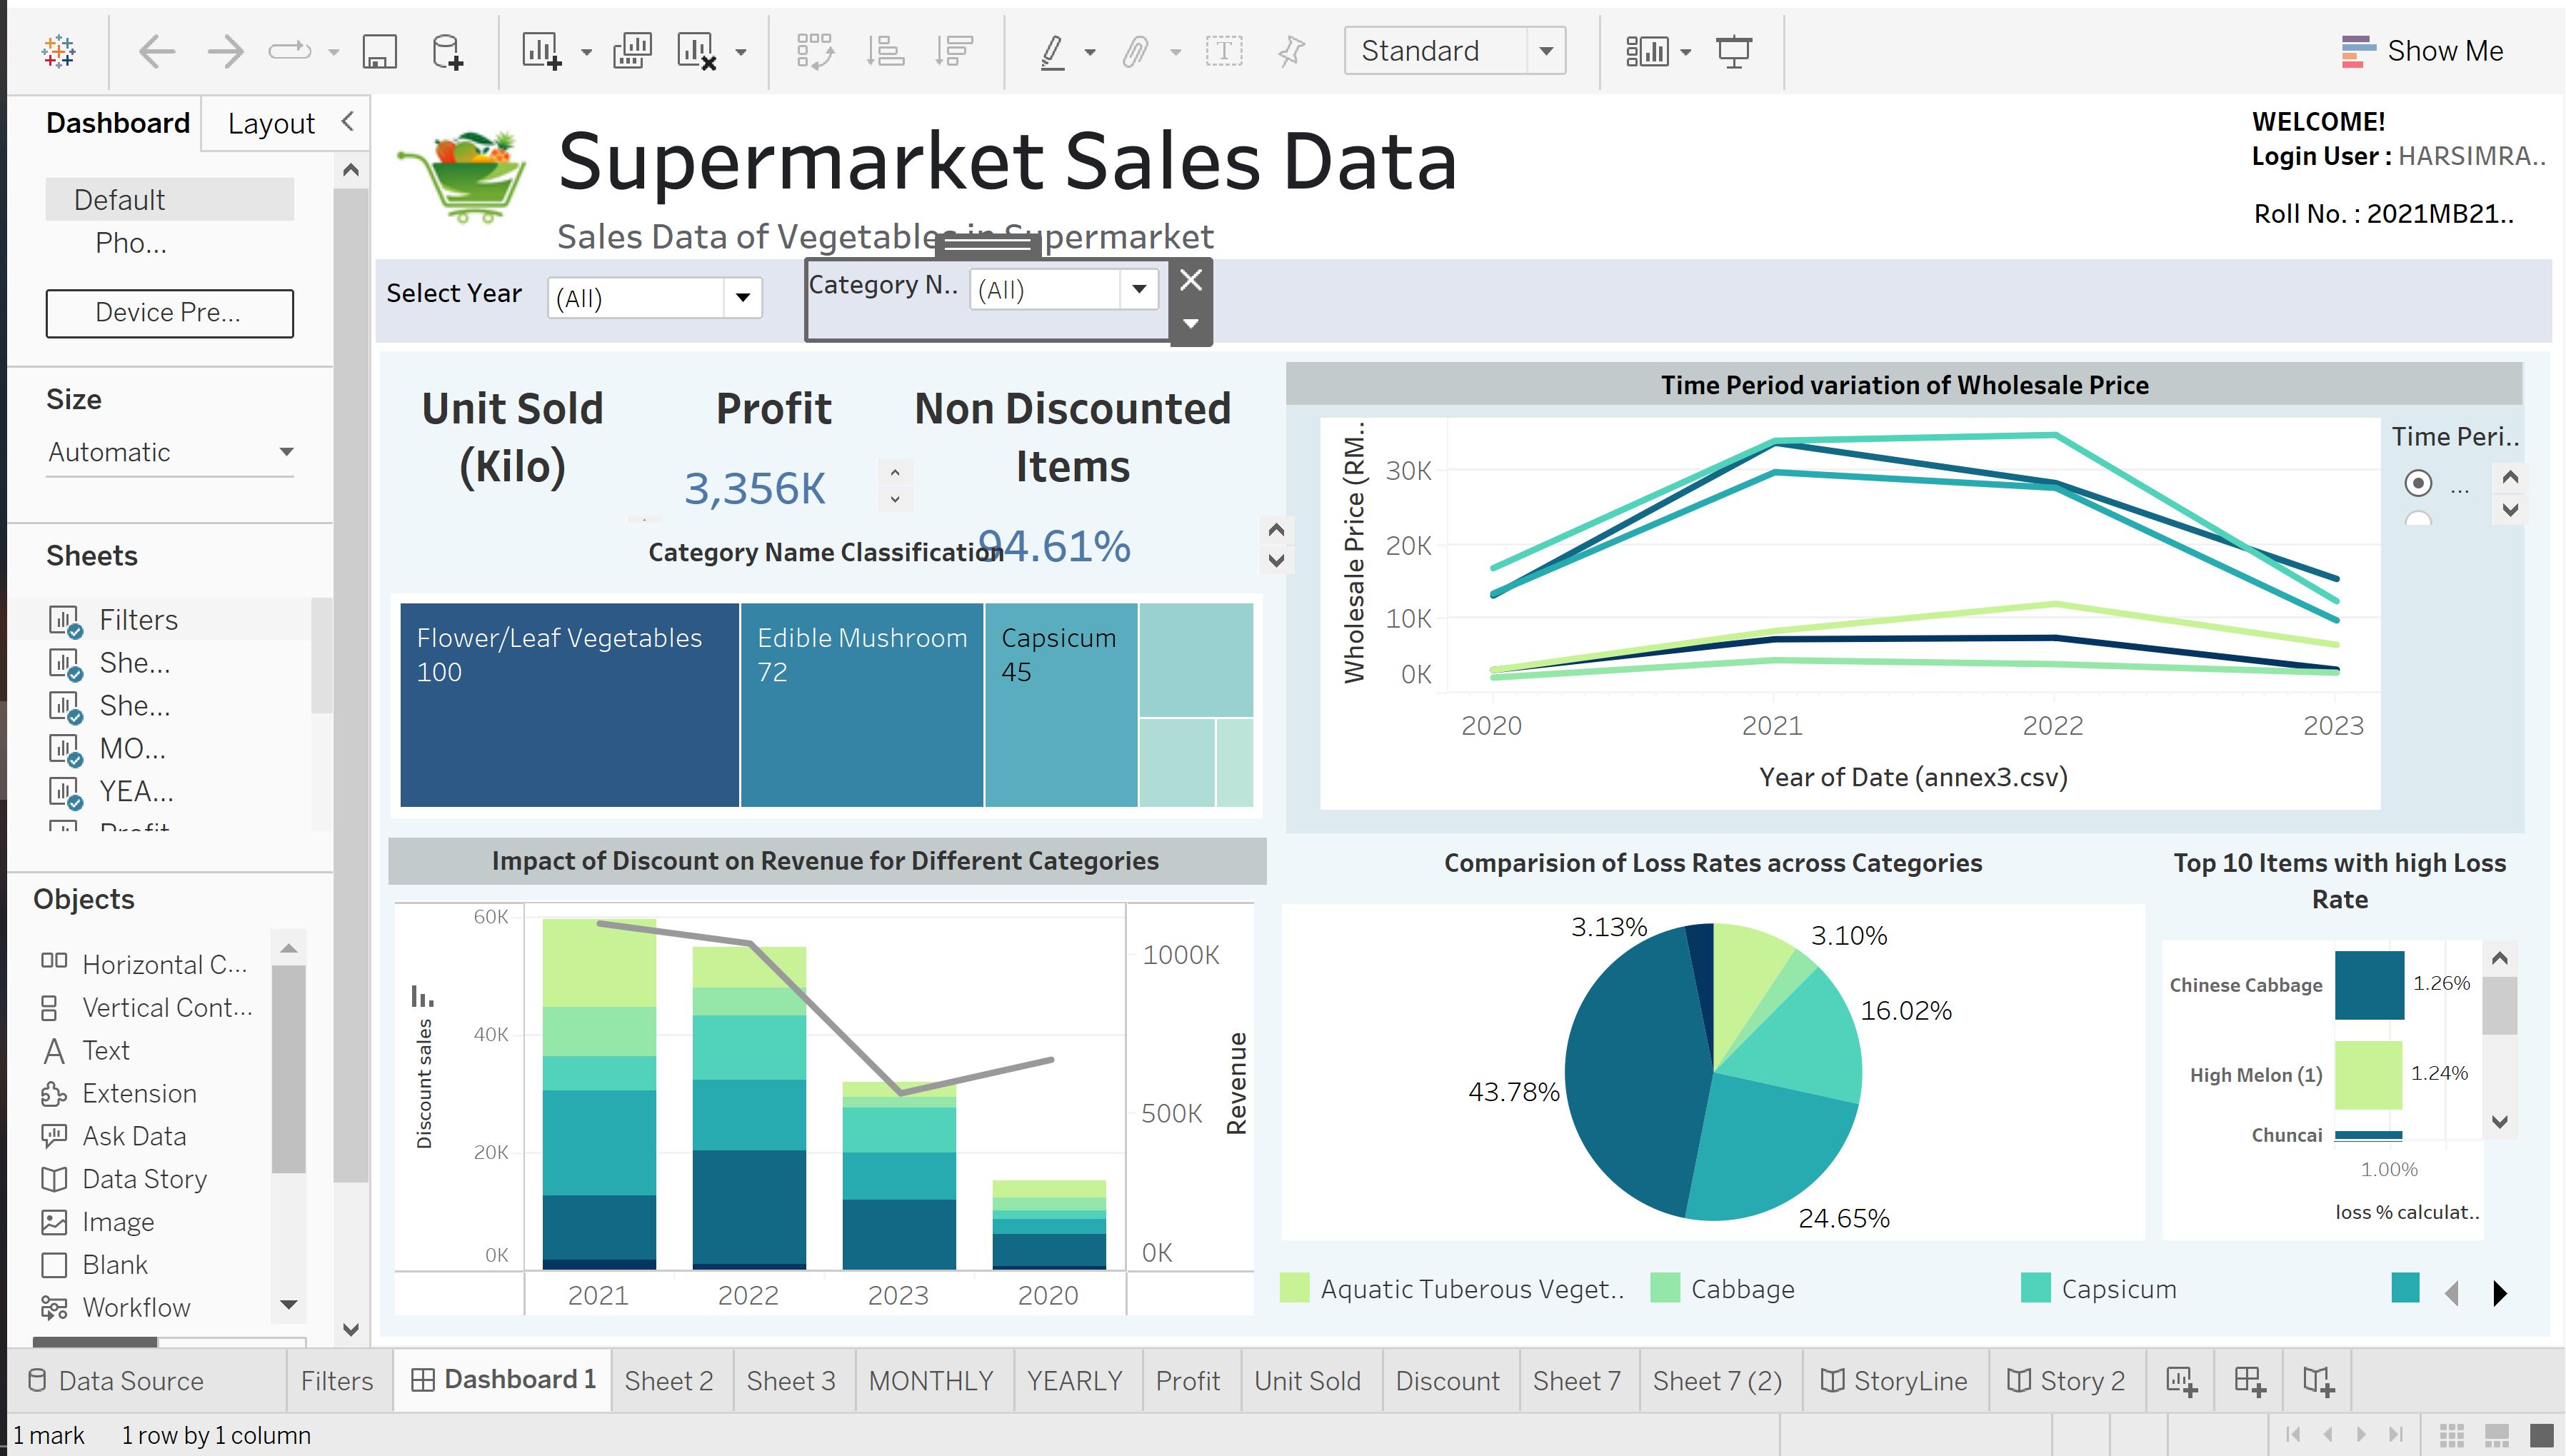 Standard
Show Me
Dashboard
Layout
Default
Pho...
Device Pre...
Size
Automatic
Sheets
Filters
She...
She...
MO...
YEA...
Profit
Objects
Horizontal C...
Vertical Cont...
Text
Extension
Ask Data
Data Story
Image
Blank
Workflow
Supermarket Sales Data
Sales Data of Vegetables in Supermarket
WELCOME!
Login User : HARSIMRA..
Roll No. : 2021MB21..
Select Year
(All)
Category N..
(All)
Unit Sold
(Kilo)
Profit
3,356K
Non Discounted
Items
94.61%
Category Name Classification
Flower/Leaf Vegetables
100
Edible Mushroom
72
Capsicum
45
Time Period variation of Wholesale Price
Wholesale Price (RM..
30K
20K
10K
0K
2020
2021
2022
2023
Year of Date (annex3.csv)
Time Peri..
...
Impact of Discount on Revenue for Different Categories
Discount sales
60K
40K
20K
0K
1000K
500K
0K
Revenue
2021
2022
2023
2020
Comparision of Loss Rates across Categories
3.13%
3.10%
16.02%
43.78%
24.65%
Top 10 Items with high Loss
Rate
Chinese Cabbage
1.26%
High Melon (1)
1.24%
Chuncai
1.00%
loss % calculat..
Aquatic Tuberous Veget..
Cabbage
Capsicum
Data Source
Filters
Dashboard 1
Sheet 2
Sheet 3
MONTHLY
YEARLY
Profit
Unit Sold
Discount
Sheet 7
Sheet 7 (2)
StoryLine
Story 2
1 mark
1 row by 1 column